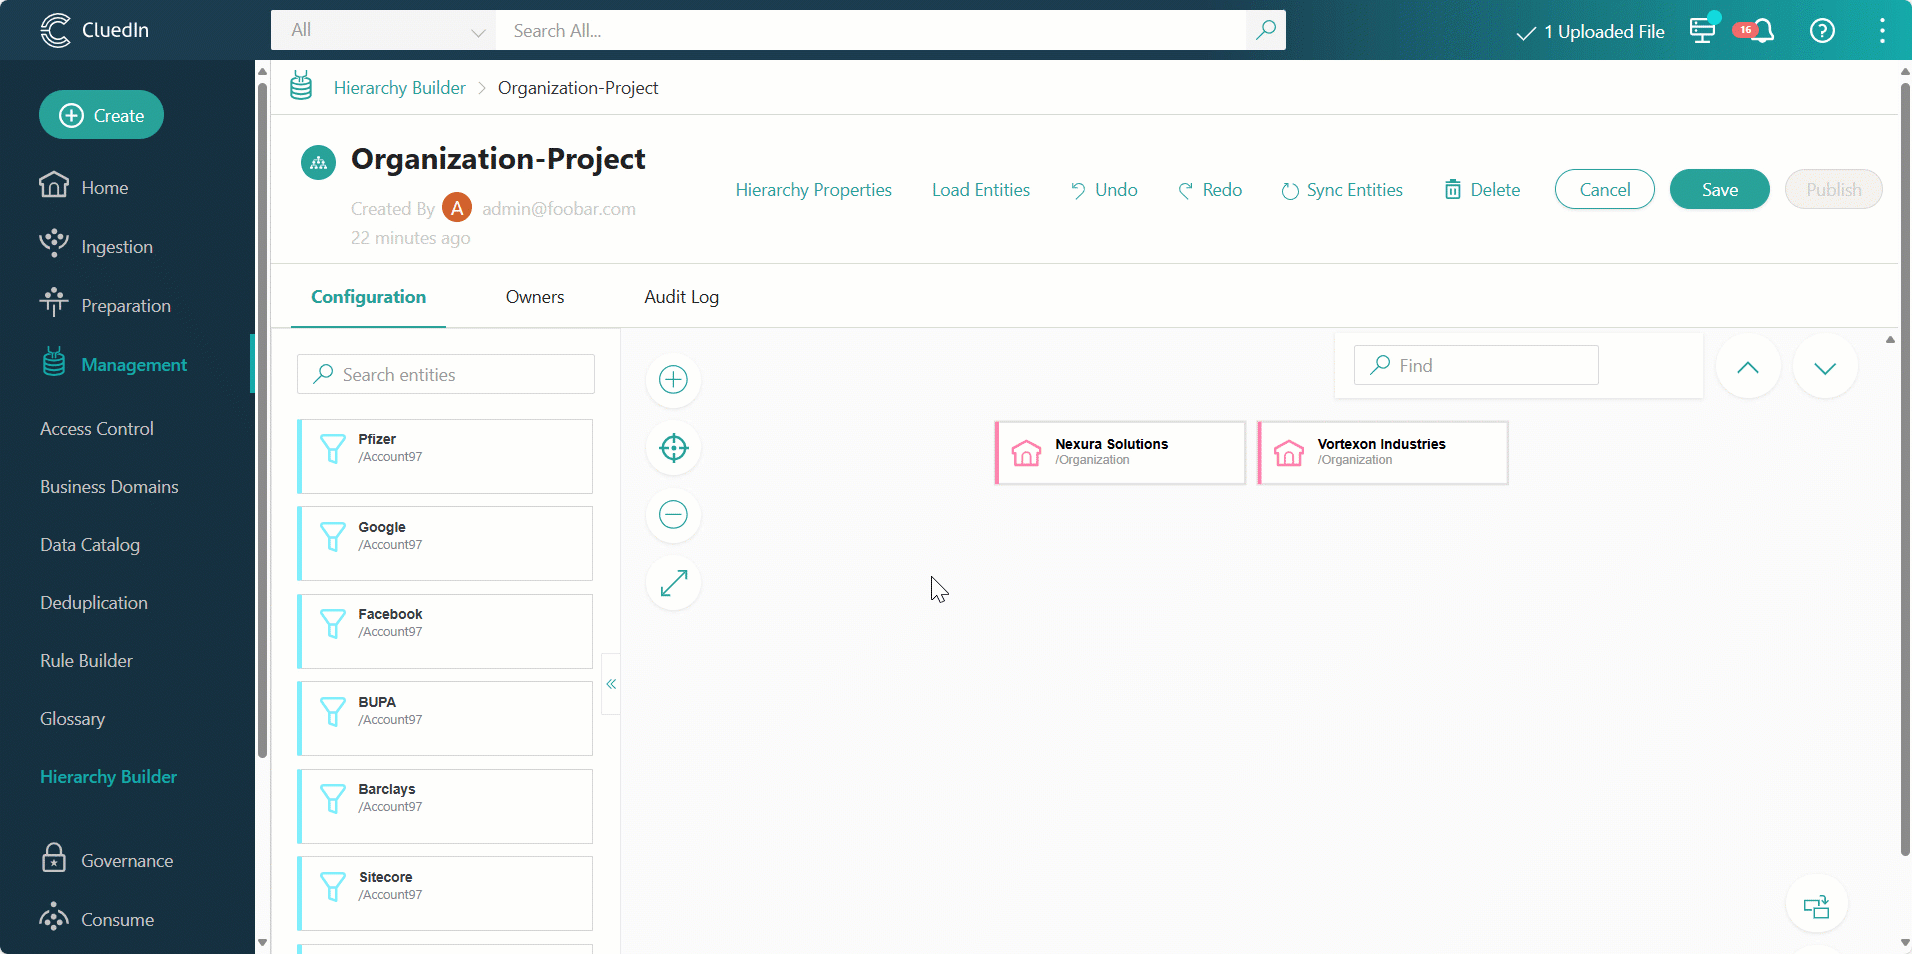 CluedIn
All
Search All...
1 Uploaded File
16
Create
Home
Ingestion
Preparation
Management
Access Control
Business Domains
Data Catalog
Deduplication
Rule Builder
Glossary
Hierarchy Builder
Governance
Consume
Hierarchy Builder > Organization-Project
Organization-Project
Created By A admin@foobar.com
22 minutes ago
Hierarchy Properties
Load Entities
Undo
Redo
Sync Entities
Delete
Cancel
Save
Publish
Configuration
Owners
Audit Log
Search entities
Pfizer
/Account97
Google
/Account97
Facebook
/Account97
BUPA
/Account97
Barclays
/Account97
Sitecore
/Account97
Find
Nexura Solutions
/Organization
Vortexon Industries
/Organization